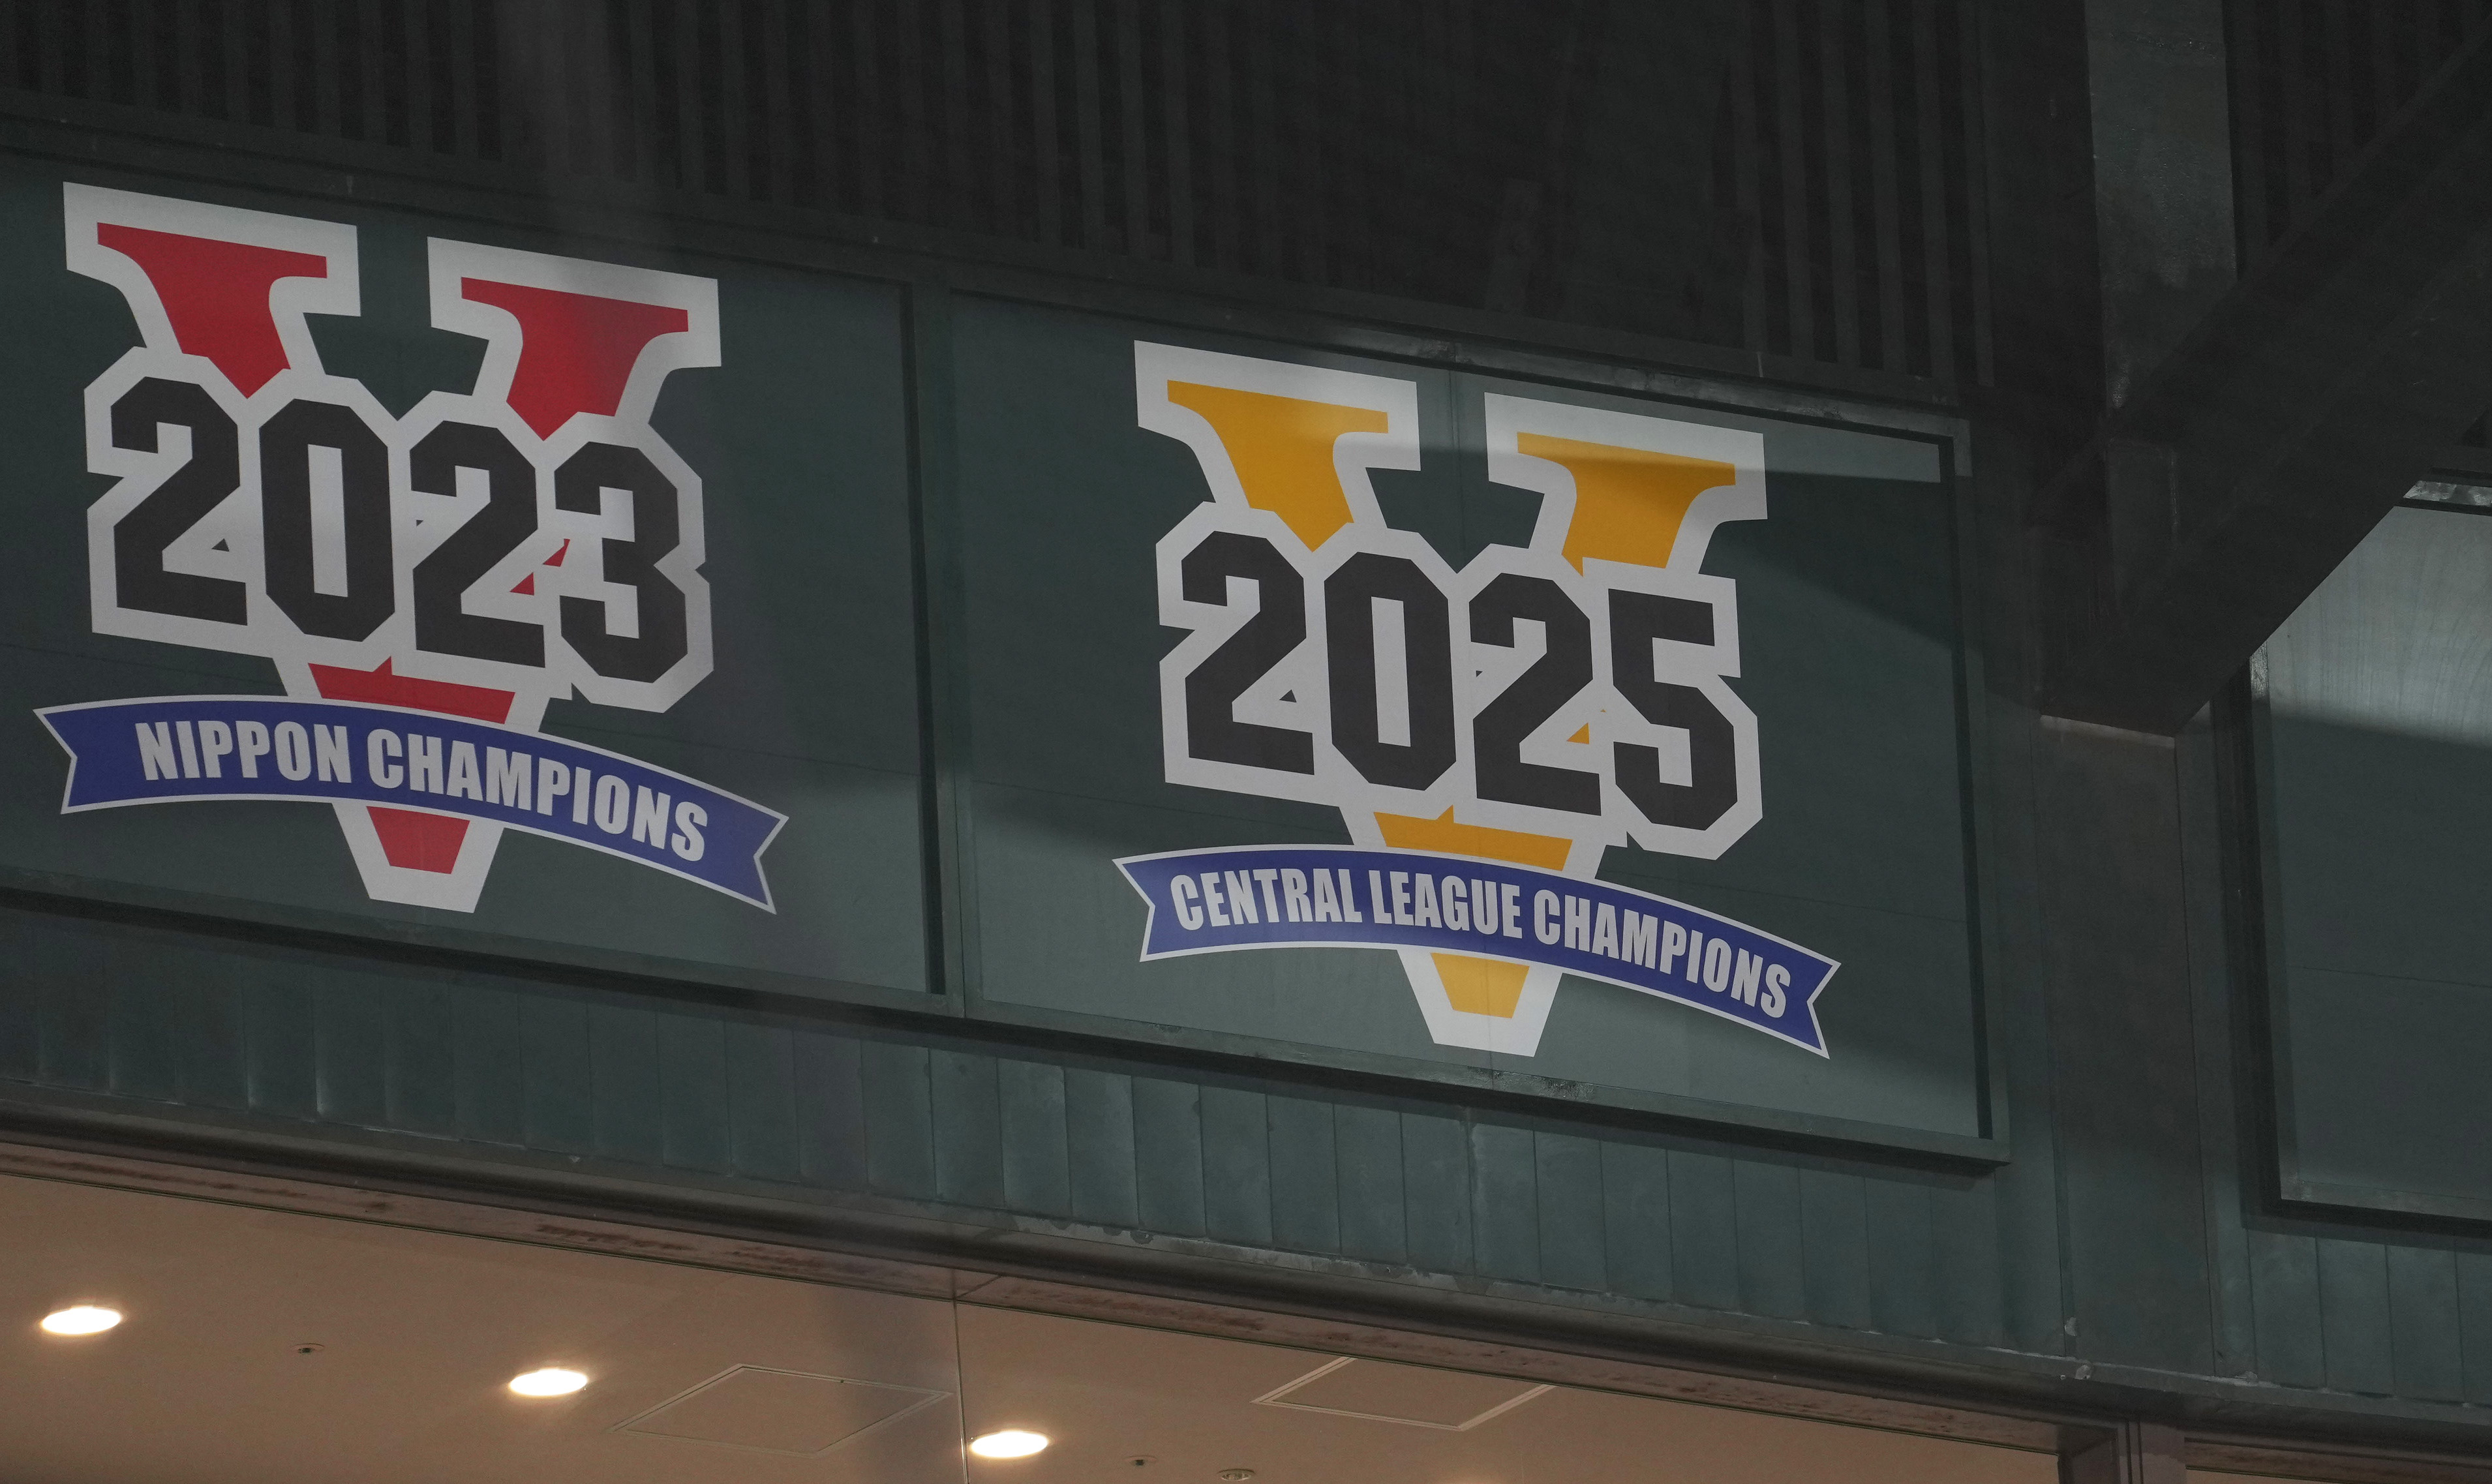 V
2023
NIPPON CHAMPIONS
V
2025
CENTRAL LEAGUE CHAMPIONS